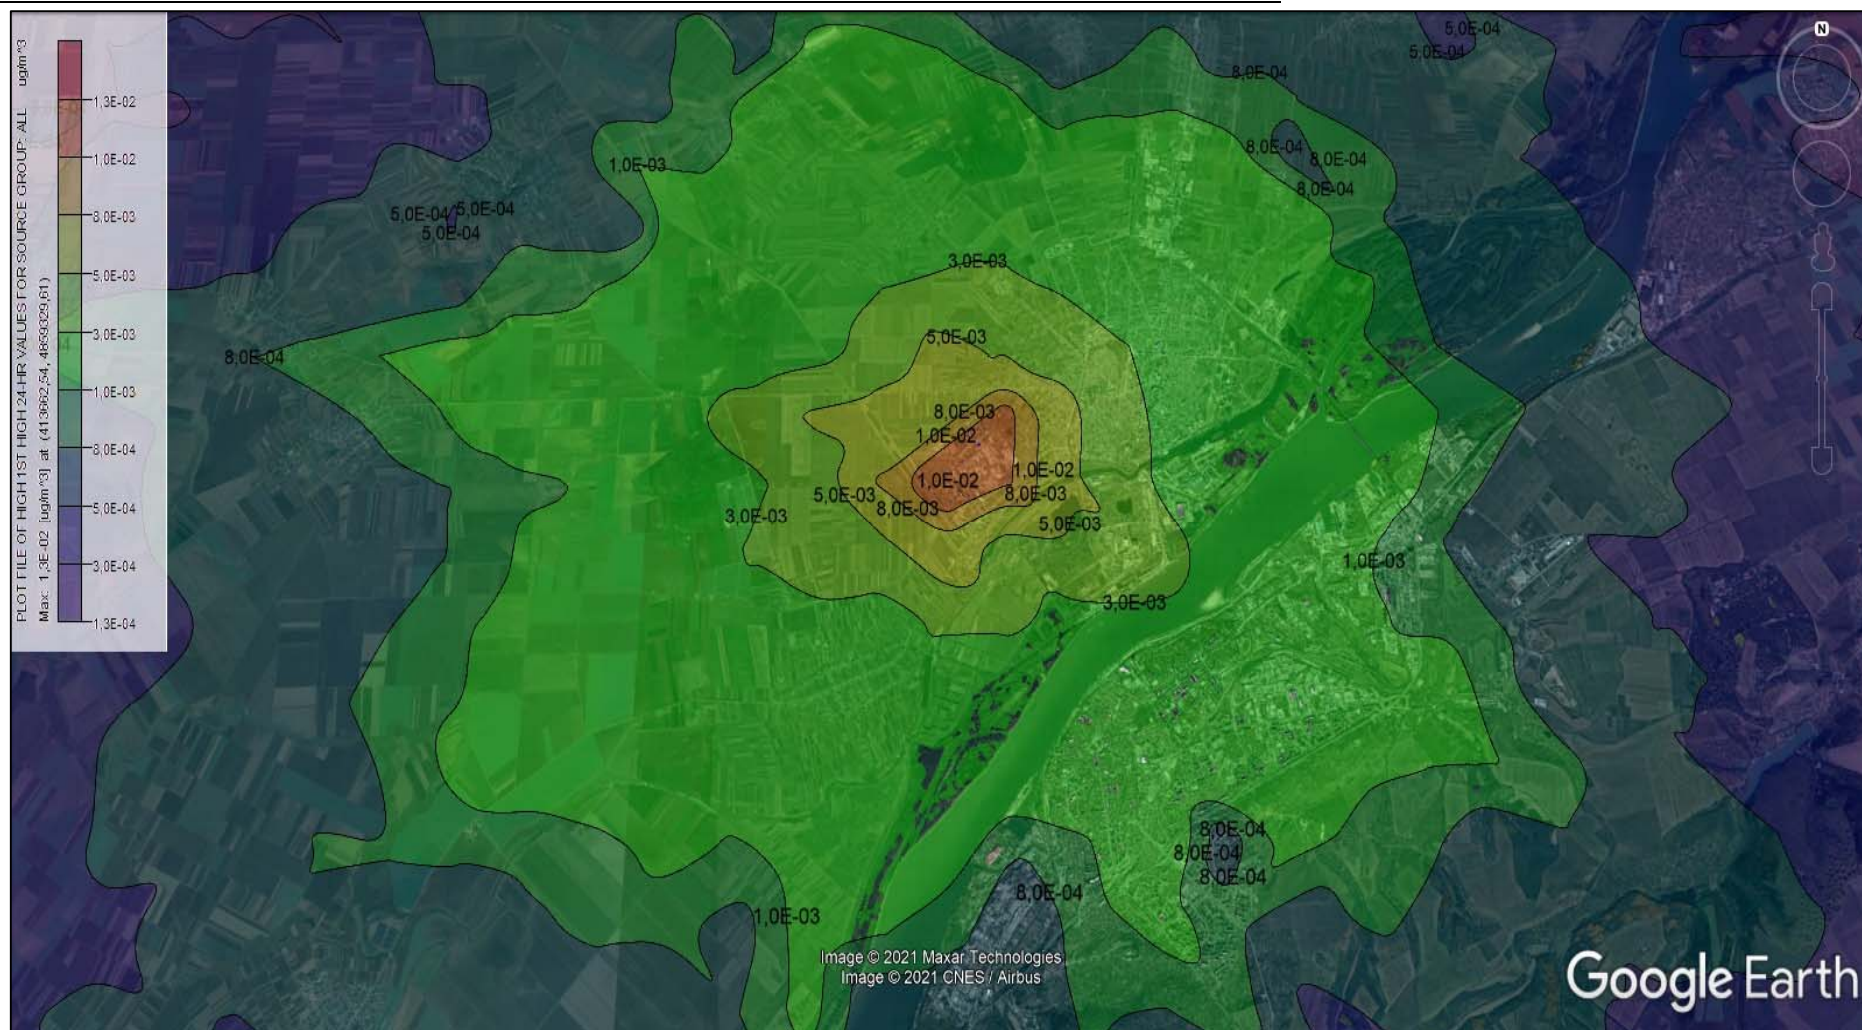 PLOT FILE OF HIGH 1ST HIGH 24-HR VALUES FOR SOURCE GROUP: ALL ug/m^3
Max: 1,3E-02 [ug/m^3] at (413662,54, 4859329,61)
1,3E-02
1,0E-02
8,0E-03
5,0E-03
3,0E-03
1,0E-03
8,0E-04
5,0E-04
3,0E-04
1,3E-04
N
5,0E-04
5,0E-04
8,0E-04
8,0E-04
8,0E-04
8,0E-04
1,0E-03
5,0E-04
5,0E-04
5,0E-04
3,0E-03
5,0E-03
8,0E-04
8,0E-03
1,0E-02
1,0E-02
1,0E-02
5,0E-03
8,0E-03
8,0E-03
3,0E-03
5,0E-03
1,0E-03
3,0E-03
8,0E-04
8,0E-04
8,0E-04
8,0E-04
1,0E-03
Image © 2021 Maxar Technologies
Image © 2021 CNES / Airbus
Google Earth